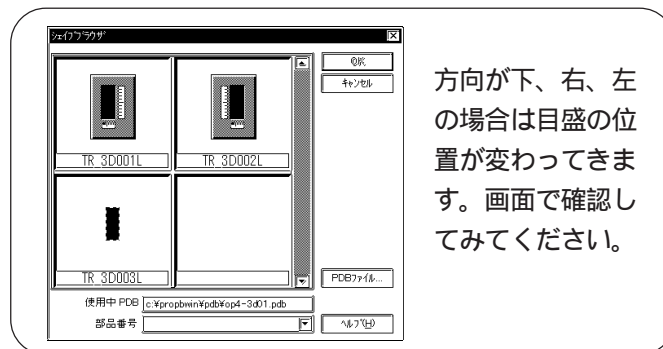 ｼｪｲﾌﾟﾌﾞﾗｳｻﾞ
OK
ｷｬﾝｾﾙ
TR_3D001L
TR_3D002L
TR_3D003L
PDBﾌｧｲﾙ...
使用中 PDB
c:¥propbwin¥pdb¥op4-3d01.pdb
部品番号
ﾍﾙﾌﾟ(H)
方向が下、右、左
の場合は目盛の位
置が変わってきま
す。画面で確認し
てみてください。